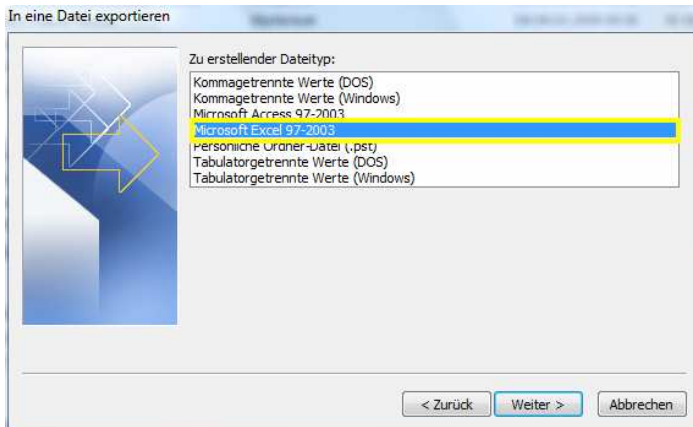 In eine Datei exportieren
Zu erstellender Dateityp:
Kommagetrennte Werte (DOS)
Kommagetrennte Werte (Windows)
Microsoft Access 97-2003
Microsoft Excel 97-2003
Persönliche Ordner-Datei (.pst)
Tabulatorgetrennte Werte (DOS)
Tabulatorgetrennte Werte (Windows)
< Zurück Weiter > Abbrechen